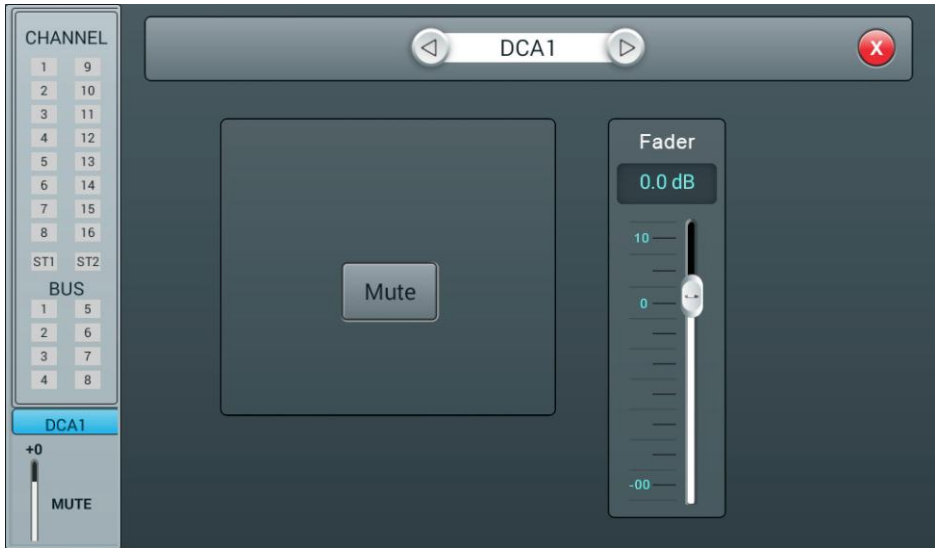 CHANNEL
1 9
2 10
3 11
4 12
5 13
6 14
7 15
8 16
ST1 ST2
BUS
1 5
2 6
3 7
4 8
DCA1
+0
MUTE
DCA1
X
Mute
Fader
0.0 dB
10
0
-00